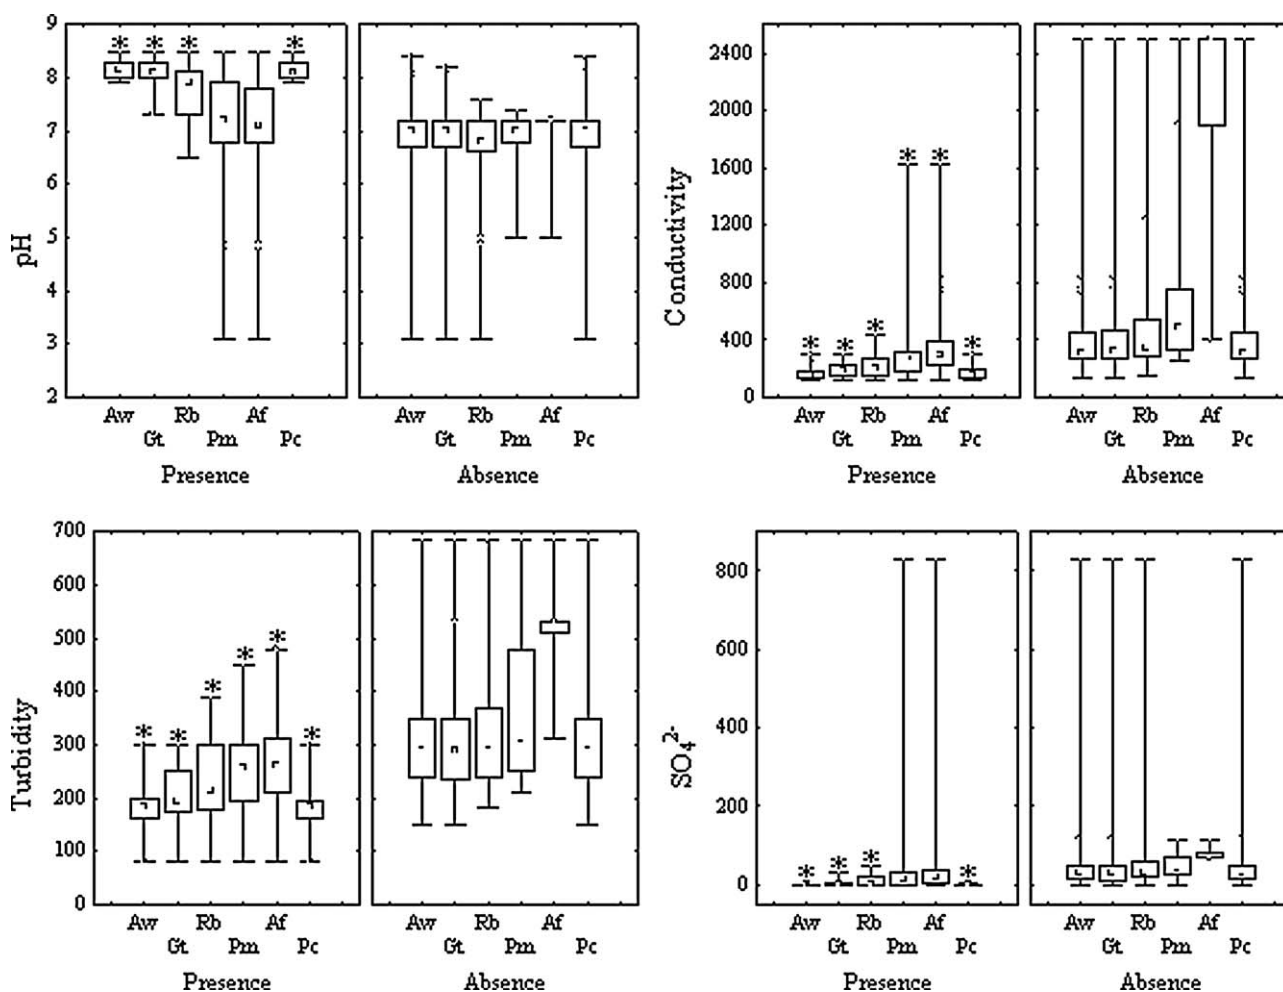 pH
9
8
7
6
5
4
3
2
* * * *
Aw Rb Af
Gt Pm Pc
Presence
Aw Rb Af
Gt Pm Pc
Absence
Conductivity
2400
2000
1600
1200
800
400
0
* * * * * *
Aw Rb Af
Gt Pm Pc
Presence
Aw Rb Af
Gt Pm Pc
Absence
Turbidity
700
600
500
400
300
200
100
0
* * * * * *
Aw Rb Af
Gt Pm Pc
Presence
Aw Rb Af
Gt Pm Pc
Absence
SO₄²⁻
800
600
400
200
0
* * * *
Aw Rb Af
Gt Pm Pc
Presence
Aw Rb Af
Gt Pm Pc
Absence